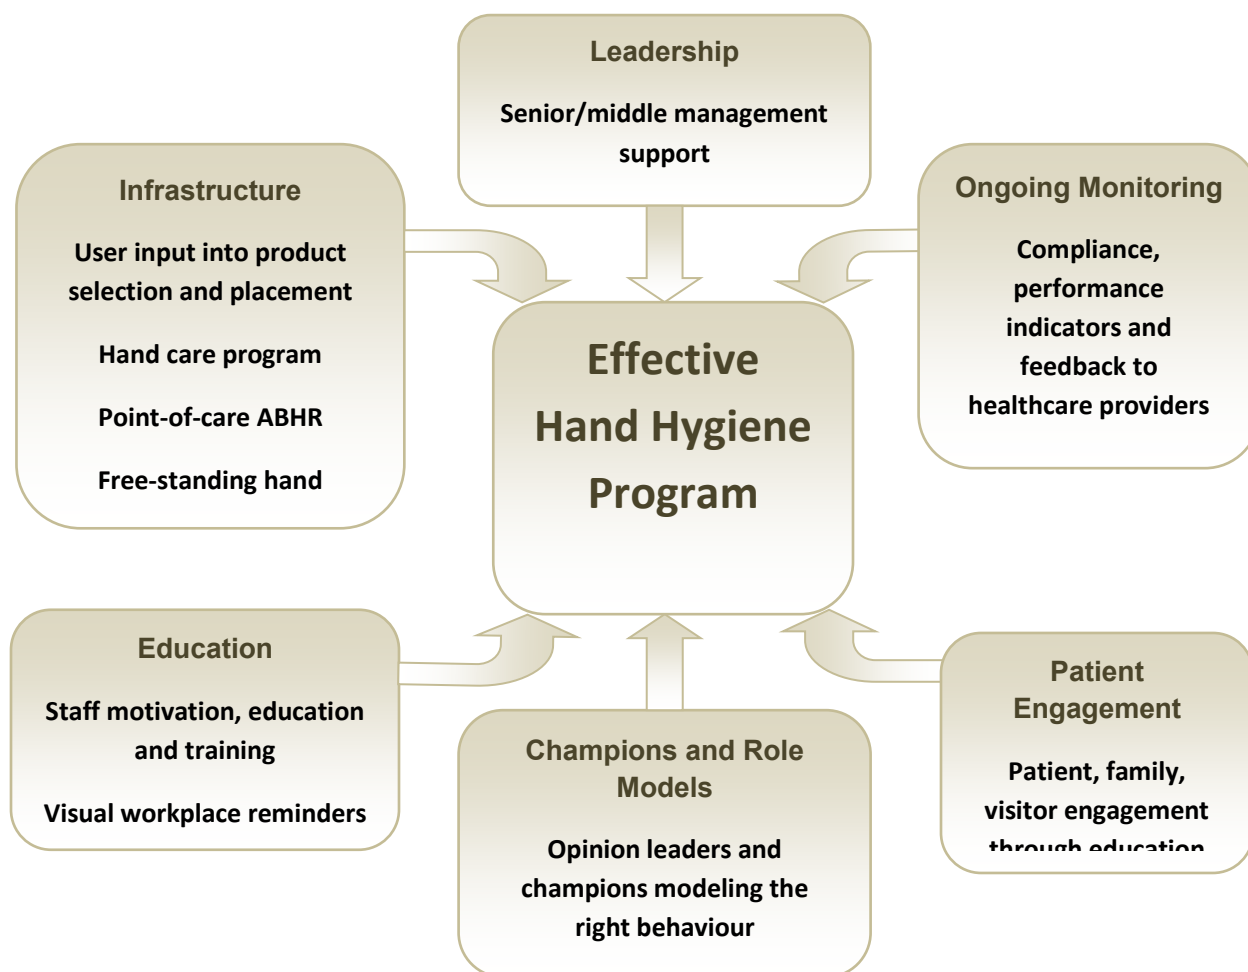 Leadership
Senior/middle management
support
Infrastructure
User input into product
selection and placement
Hand care program
Point-of-care ABHR
Free-standing hand
Ongoing Monitoring
Compliance,
performance
indicators and
feedback to
healthcare providers
Effective
Hand Hygiene
Program
Education
Staff motivation, education
and training
Visual workplace reminders
Champions and Role
Models
Opinion leaders and
champions modeling the
right behaviour
Patient
Engagement
Patient, family,
visitor engagement
through education